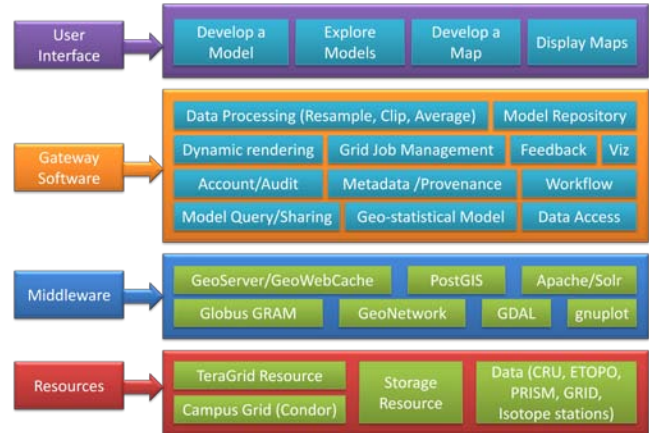 User
Interface
Develop a
Model
Explore
Models
Develop a
Map
Display Maps
Gateway
Software
Data Processing (Resample, Clip, Average)
Model Repository
Dynamic rendering
Grid Job Management
Feedback
Viz
Account/Audit
Metadata /Provenance
Workflow
Model Query/Sharing
Geo-statistical Model
Data Access
Middleware
GeoServer/GeoWebCache
PostGIS
Apache/Solr
Globus GRAM
GeoNetwork
GDAL
gnuplot
Resources
TeraGrid Resource
Campus Grid (Condor)
Storage
Resource
Data (CRU, ETOPO,
PRISM, GRID,
Isotope stations)